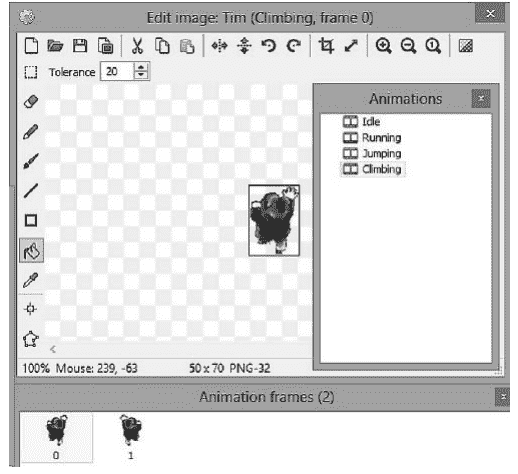 Edit image: Tim (Climbing, frame 0)
Tolerance 20
Animations
Idle
Running
Jumping
Climbing
100% Mouse: 239, -63 50 x 70 PNG-32
Animation frames (2)
0 1